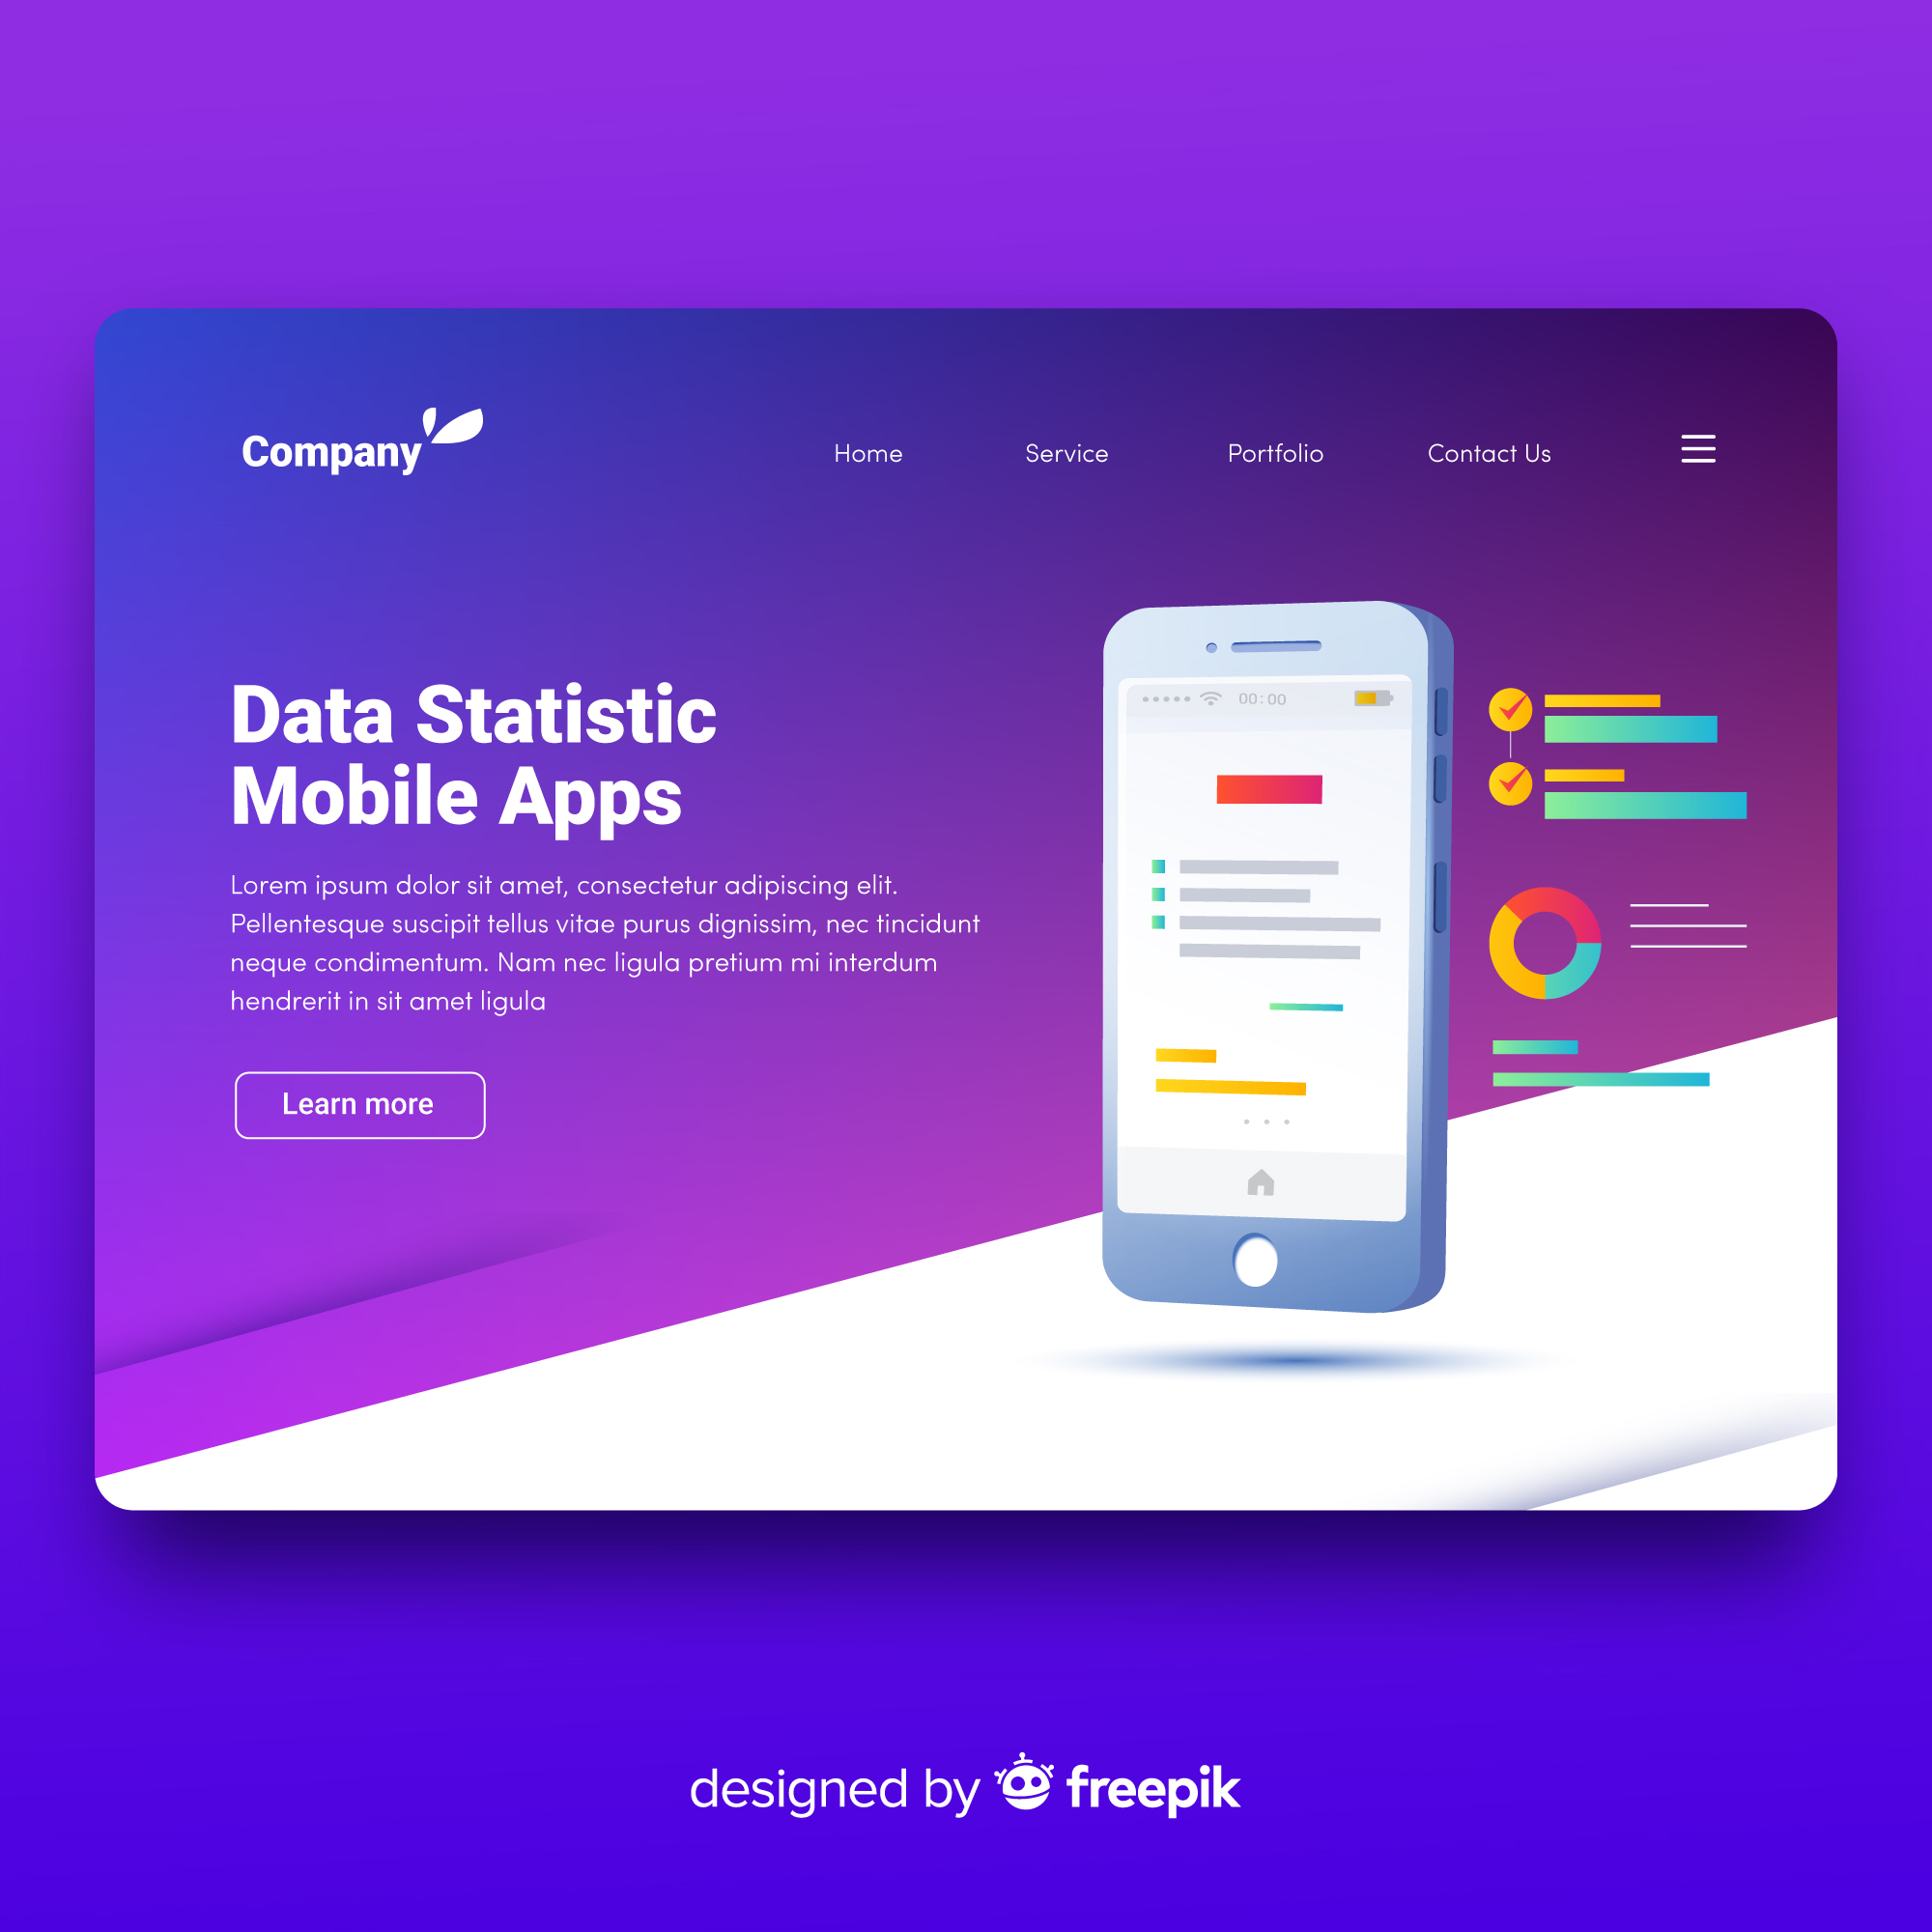 Company
Home Service Portfolio Contact Us
00:00
Data Statistic
Mobile Apps
Lorem ipsum dolor sit amet, consectetur adipiscing elit.
Pellentesque suscipit tellus vitae purus dignissim, nec tincidunt
neque condimentum. Nam nec ligula pretium mi interdum
hendrerit in sit amet ligula
Learn more
designed by freepik